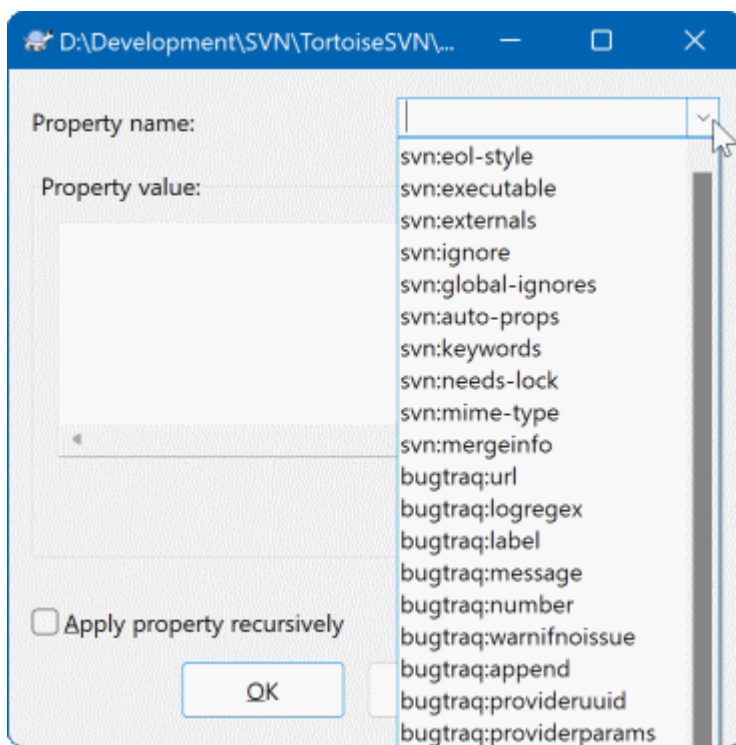 D:\Development\SVN\TortoiseSVN\...
Property name:
svn:eol-style
svn:executable
svn:externals
svn:ignore
svn:global-ignores
svn:auto-props
svn:keywords
svn:needs-lock
svn:mime-type
svn:mergeinfo
bugtraq:url
bugtraq:logregex
bugtraq:label
bugtraq:message
bugtraq:number
bugtraq:warnifnoissue
bugtraq:append
bugtraq:provideruuid
bugtraq:providerparams
Property value:
Apply property recursively
OK